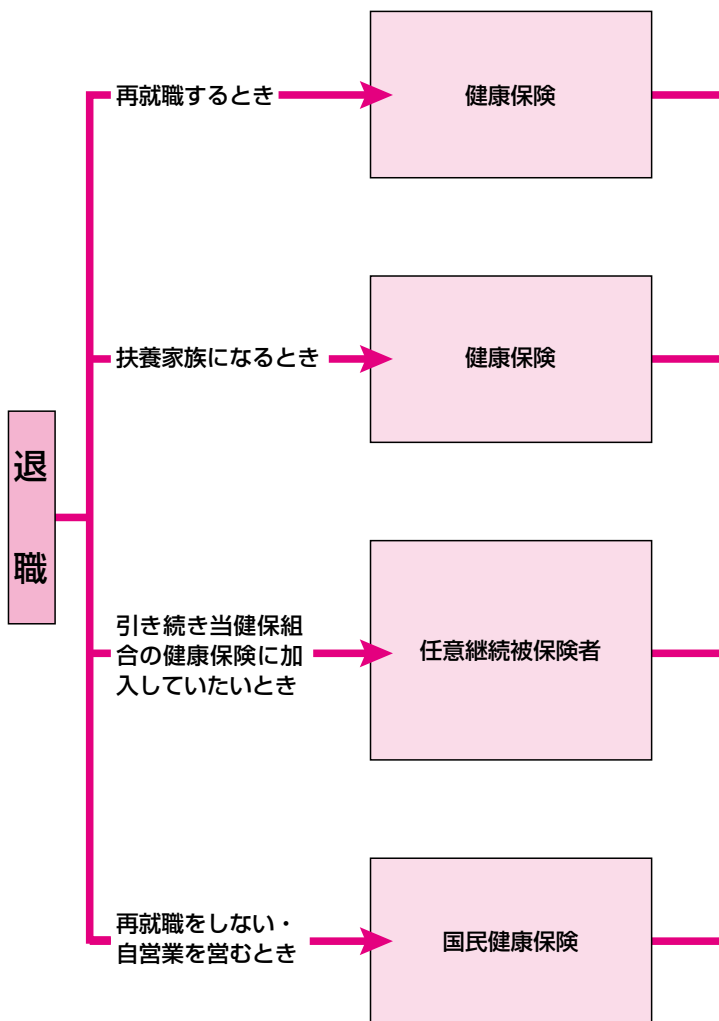 退職
再就職するとき
健康保険
扶養家族になるとき
健康保険
引き続き当健保組
合の健康保険に加
入していたいとき
任意継続被保険者
再就職をしない・
自営業を営むとき
国民健康保険